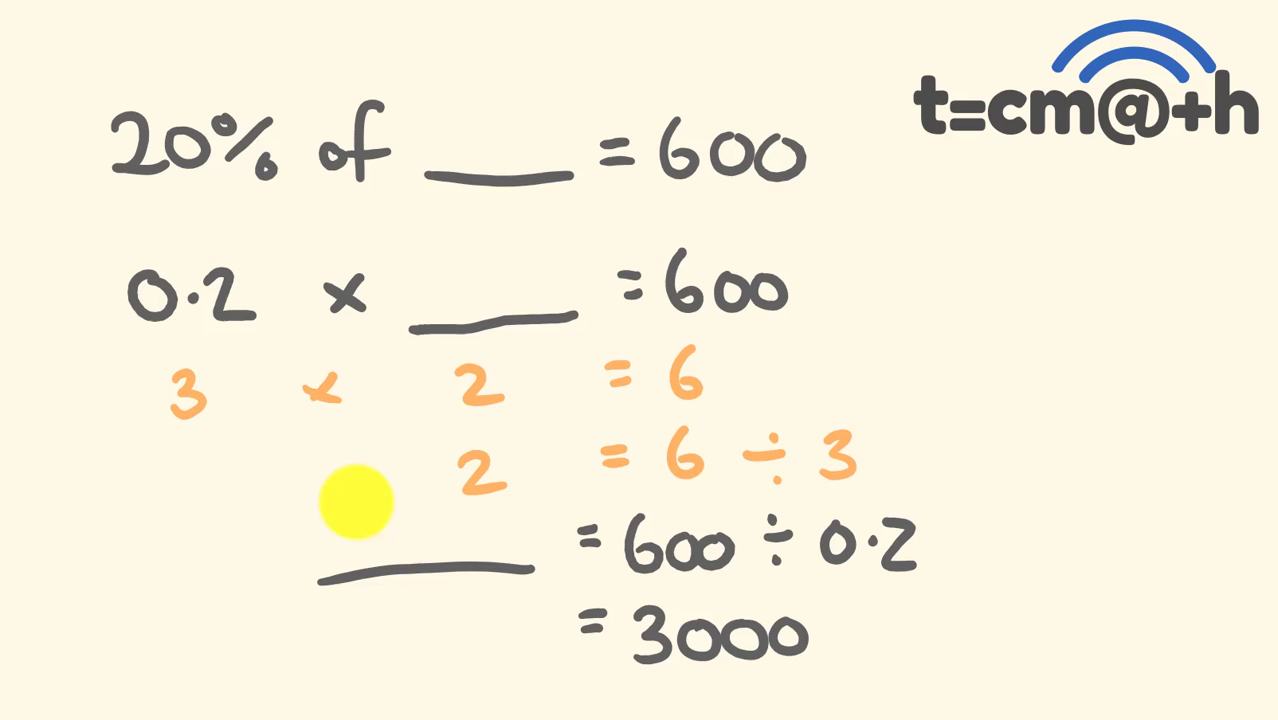 t=cm@+h
20% of ___ = 600
0.2 x ___ = 600
3 x 2 = 6
2 = 6 ÷ 3
___ = 600 ÷ 0.2
= 3000